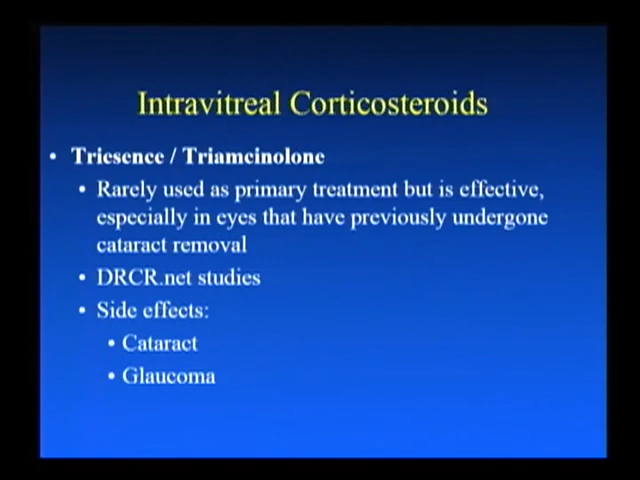 Intravitreal Corticosteroids
• Triesence / Triamcinolone
• Rarely used as primary treatment but is effective,
especially in eyes that have previously undergone
cataract removal
• DRCR.net studies
• Side effects:
• Cataract
• Glaucoma